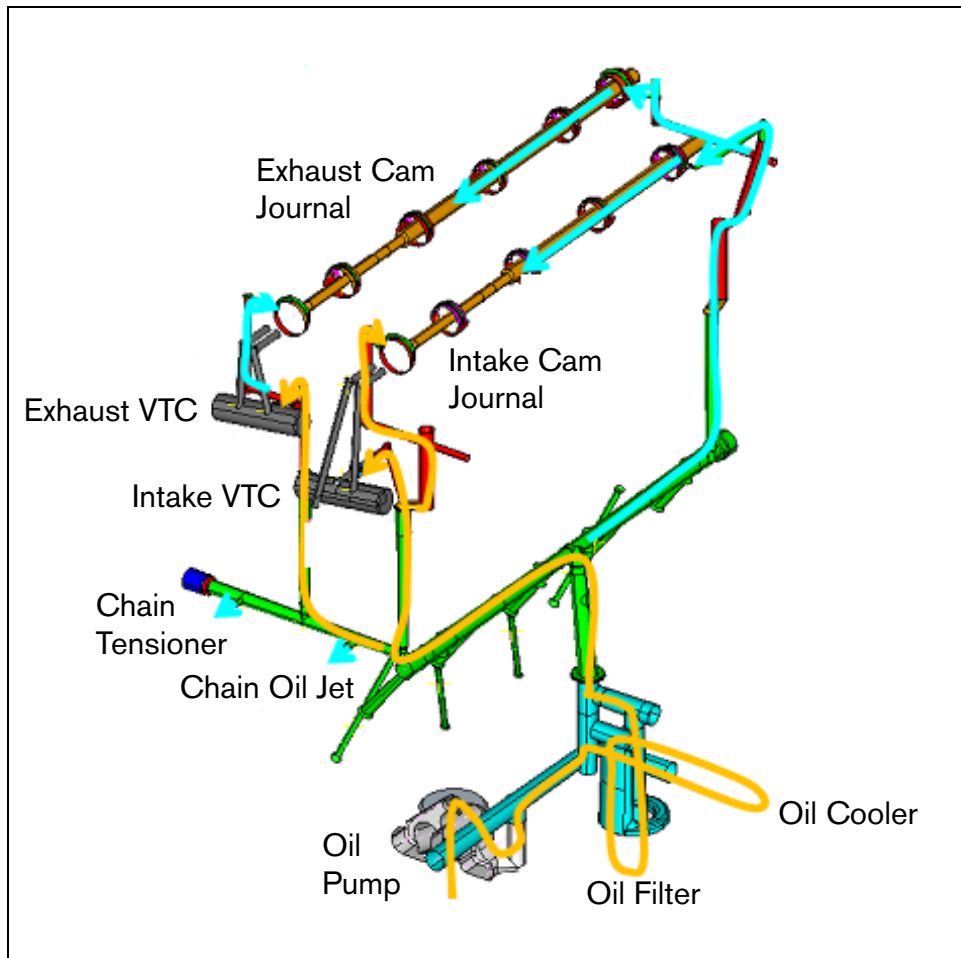 Exhaust Cam
Journal
Intake Cam
Journal
Exhaust VTC
Intake VTC
Chain
Tensioner
Chain Oil Jet
Oil Cooler
Oil
Pump
Oil Filter